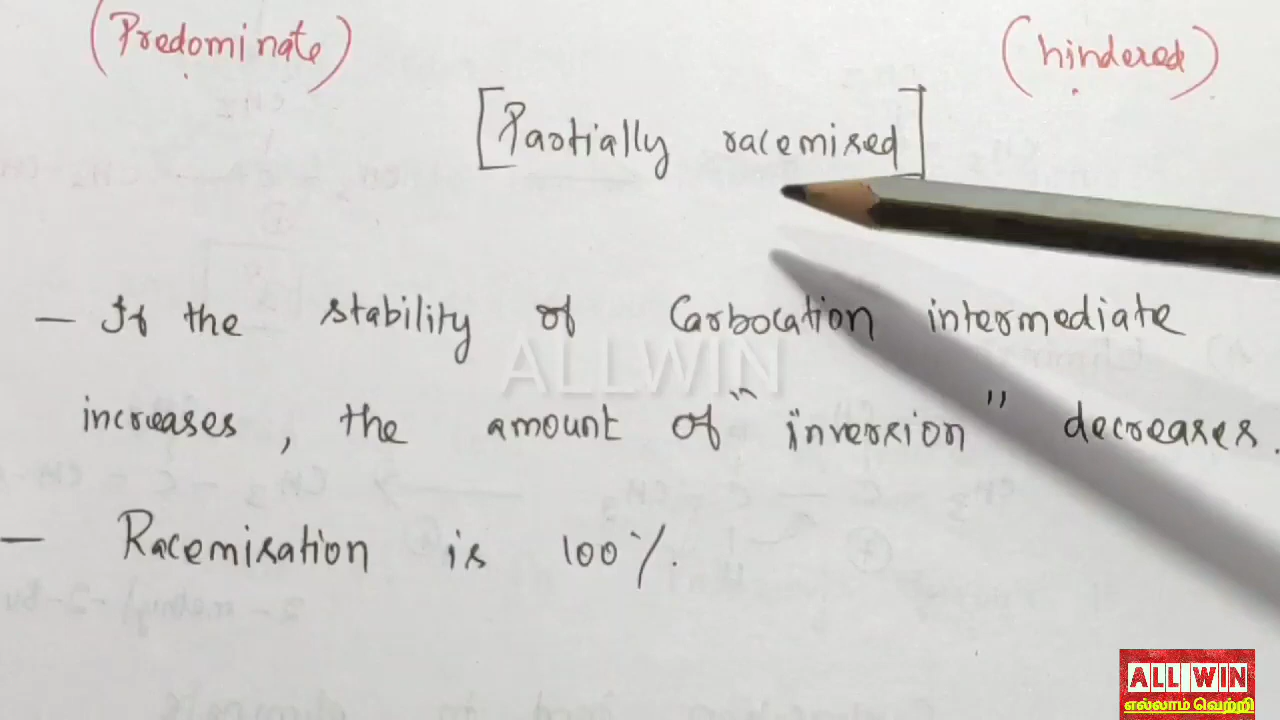 (Predominate) (hindered)
[Partially racemised]
– If the stability of Carbocation intermediate
increases, the amount of "inversion" decreases.
– Racemisation is 100%.
ALLWIN
ALL WIN
எல்லாம் வெற்றி